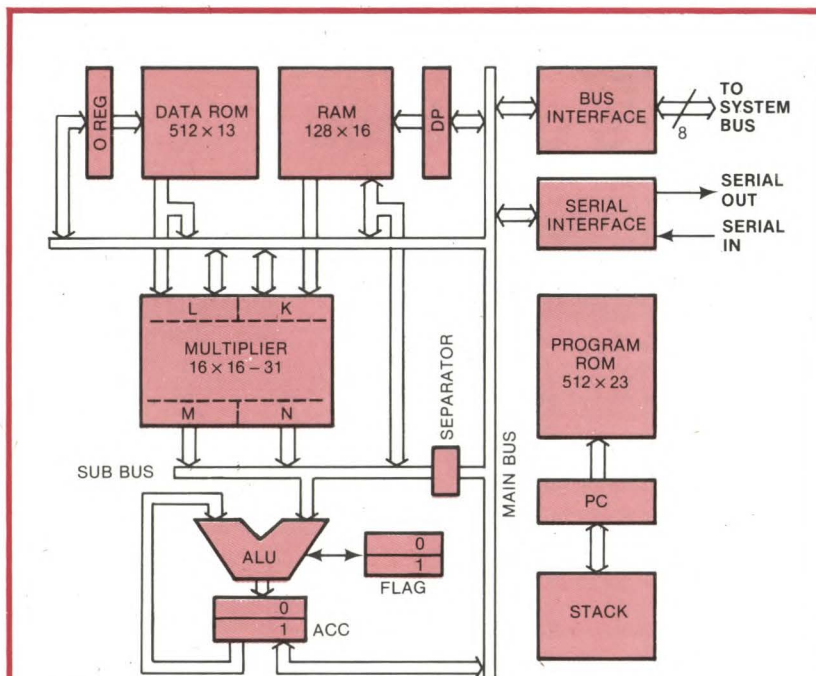 O REG
DATA ROM
512 × 13
RAM
128 × 16
DP
BUS
INTERFACE
8
TO
SYSTEM
BUS
SERIAL
INTERFACE
SERIAL
OUT
SERIAL
IN
L
K
MULTIPLIER
16 × 16 – 31
M
N
SEPARATOR
MAIN BUS
PROGRAM
ROM
512 × 23
SUB BUS
PC
ALU
0
1
FLAG
0
1
ACC
STACK